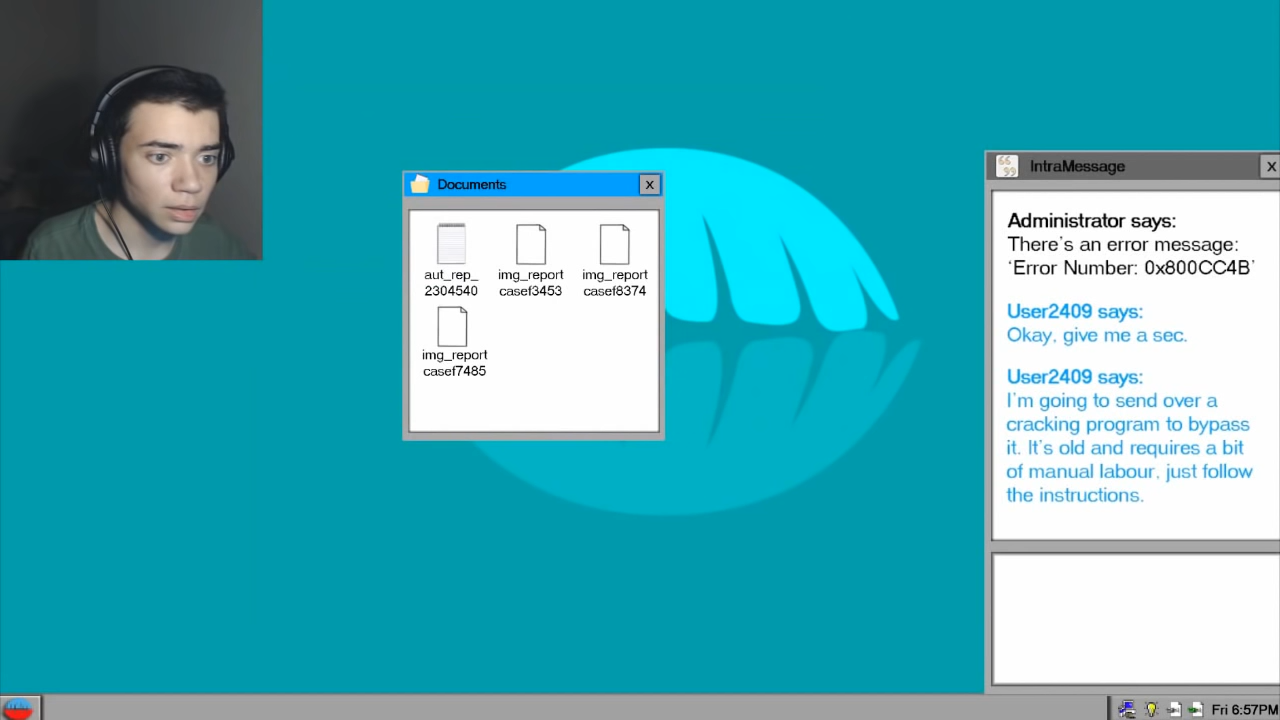 Documents
X
aut_rep_
2304540
img_report
casef3453
img_report
casef8374
img_report
casef7485
IntraMessage
X
Administrator says:
There's an error message:
'Error Number: 0x800CC4B'
User2409 says:
Okay, give me a sec.
User2409 says:
I'm going to send over a
cracking program to bypass
it. It's old and requires a bit
of manual labour, just follow
the instructions.
Fri 6:57PM